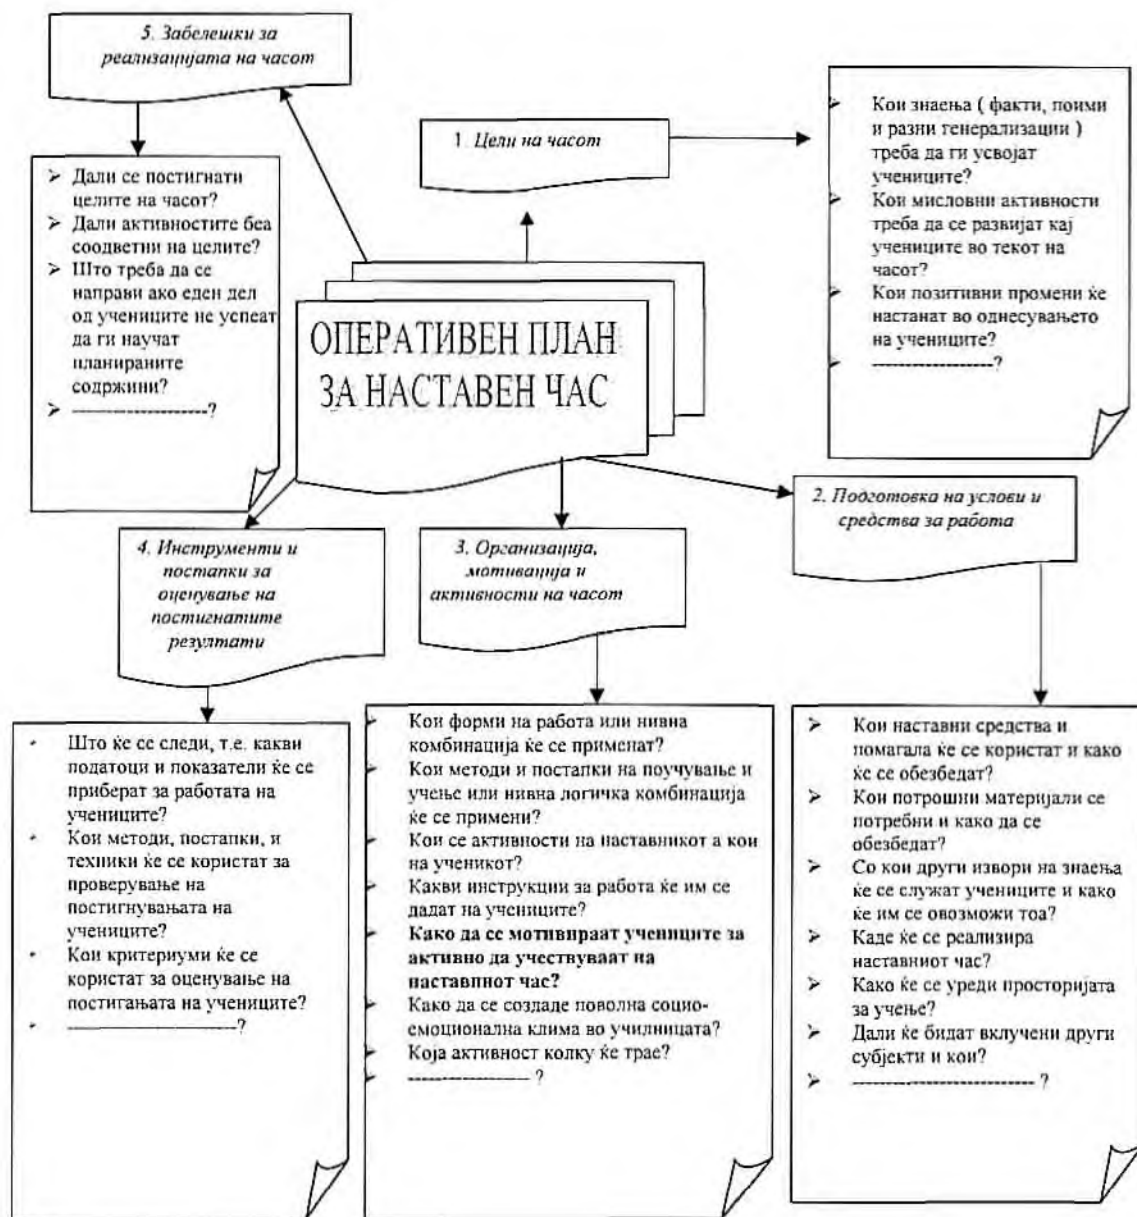 5. Забелешки за
реализацијата на часот
➢ Дали се постигнати
целите на часот?
➢ Дали активностите беа
соодветни на целите?
➢ Што треба да се
направи ако еден дел
од учениците не успеат
да ги научат
планираните
содржини?
➢ --------------------?
1. Цели на часот
➢ Кои знаења ( факти, поими
и разни генерализации )
треба да ги усвојат
учениците?
➢ Кои мисловни активности
треба да се развијат кај
учениците во текот на
часот?
➢ Кои позитивни промени ќе
настанат во однесувањето
на учениците?
➢ ------------------?
ОПЕРАТИВЕН ПЛАН
ЗА НАСТАВЕН ЧАС
2. Подготовка на услови и
средства за работа
4. Инструменти и
постапки за
оценување на
постигнатите
резултати
3. Организација,
мотивација и
активности на часот
- Што ќе се следи, т.е. какви
податоци и показатели ќе се
приберат за работата на
учениците?
- Кои методи, постапки, и
техники ќе се користат за
проверување на
постигнувањата на
учениците?
- Кои критериуми ќе се
користат за оценување на
постигањата на учениците?
- -------------------------?
➢ Кои форми на работа или нивна
комбинација ќе се применат?
➢ Кои методи и постапки на поучување и
учење или нивна логичка комбинација
ќе се примени?
➢ Кои се активности на наставникот а кои
на ученикот?
➢ Какви инструкции за работа ќе им се
дадат на учениците?
➢ Како да се мотивираат учениците за
активно да учествуваат на
наставниот час?
➢ Како да се создаде поволна социо-
емоционална клима во училницата?
➢ Која активност колку ќе трае?
➢ ------------------ ?
➢ Кои наставни средства и
помагала ќе се користат и како
ќе се обезбедат?
➢ Кои потрошни материјали се
потребни и како да се
обезбедат?
➢ Со кои други извори на знаења
ќе се служат учениците и како
ќе им се овозможи тоа?
➢ Каде ќе се реализира
наставниот час?
➢ Како ќе се уреди просторијата
за учење?
➢ Дали ќе бидат вклучени други
субјекти и кои?
➢ --------------------------- ?